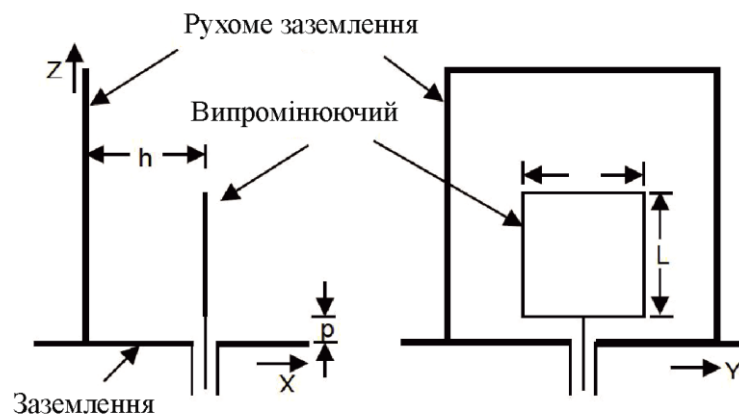 Рухоме заземлення
Z
Випромінюючий
h
L
p
X
Y
Заземлення